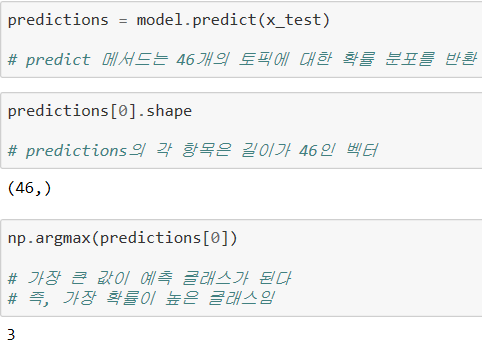 predictions = model.predict(x_test)
# predict 메서드는 46개의 토픽에 대한 확률 분포를 반환
predictions[0].shape
# predictions의 각 항목은 길이가 46인 벡터
(46,)
np.argmax(predictions[0])
# 가장 큰 값이 예측 클래스가 된다
# 즉, 가장 확률이 높은 클래스임
3